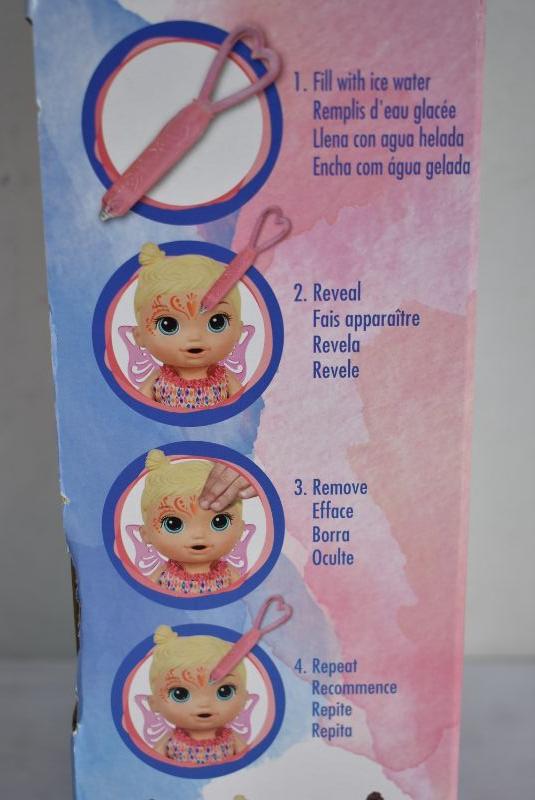 1. Fill with ice water
Remplis d'eau glacée
Llena con agua helada
Encha com água gelada
2. Reveal
Fais apparaître
Revela
Revele
3. Remove
Efface
Borra
Oculte
4. Repeat
Recommence
Repite
Repita